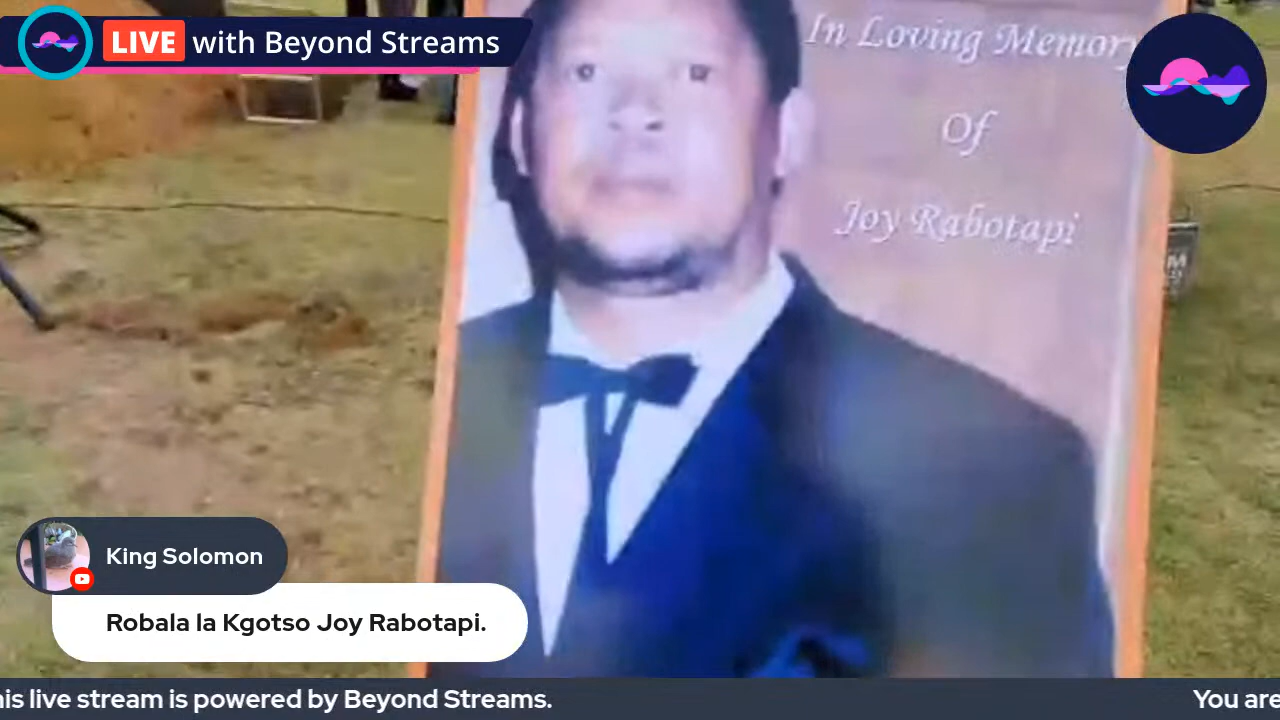 LIVE with Beyond Streams
In Loving Memory
Of
Joy Rabotapi
King Solomon
Robala la Kgotso Joy Rabotapi.
his live stream is powered by Beyond Streams.
You are